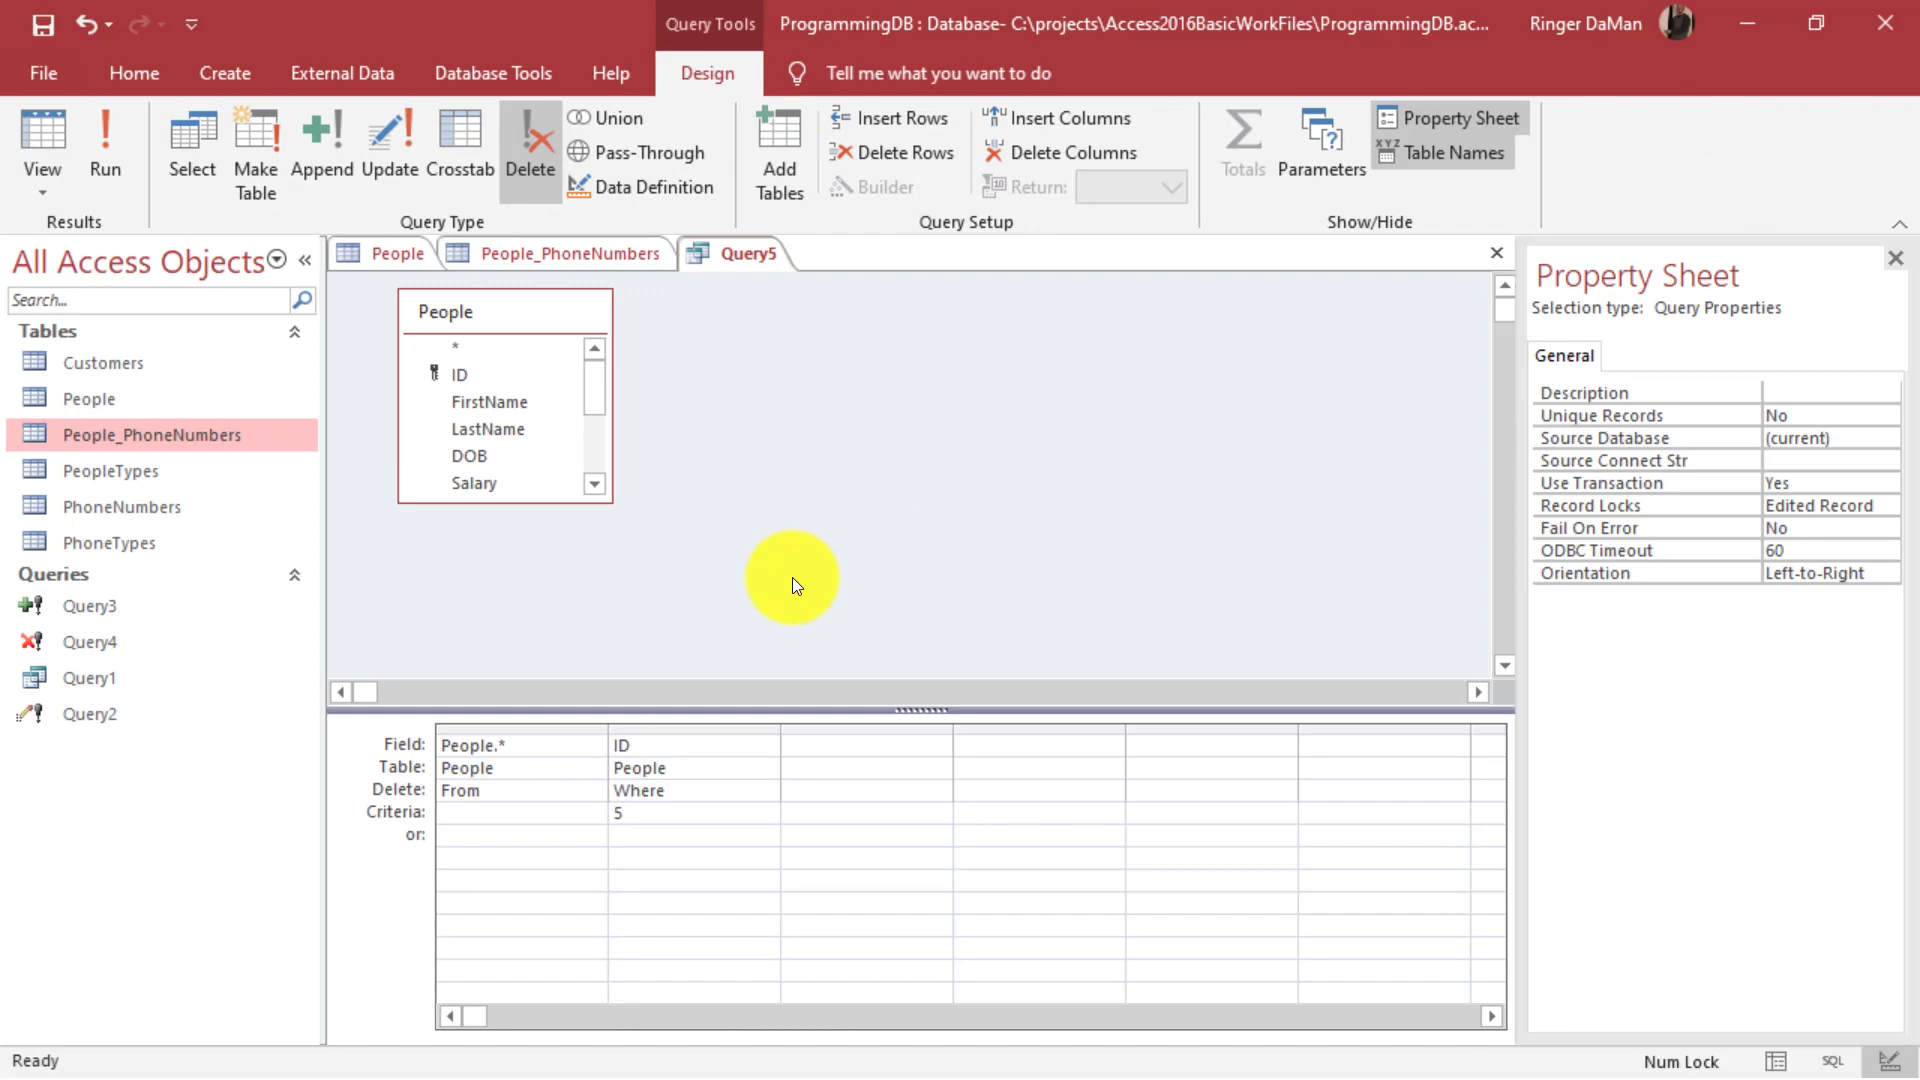 Query Tools
ProgrammingDB : Database- C:\projects\Access2016BasicWorkFiles\ProgrammingDB.ac...
Ringer DaMan
File
Home
Create
External Data
Database Tools
Help
Design
Tell me what you want to do
View
Run
Select
Make Table
Append
Update
Crosstab
Delete
Union
Pass-Through
Data Definition
Add Tables
Insert Rows
Delete Rows
Builder
Insert Columns
Delete Columns
Return:
Totals
Parameters
Property Sheet
Table Names
Results
Query Type
Query Setup
Show/Hide
All Access Objects
Search...
Tables
Customers
People
People_PhoneNumbers
PeopleTypes
PhoneNumbers
PhoneTypes
Queries
Query3
Query4
Query1
Query2
People
People_PhoneNumbers
Query5
People
*
ID
FirstName
LastName
DOB
Salary
Field: People.* ID
Table: People People
Delete: From Where
Criteria: 5
or:
Property Sheet
Selection type: Query Properties
General
Description
Unique Records No
Source Database (current)
Source Connect Str
Use Transaction Yes
Record Locks Edited Record
Fail On Error No
ODBC Timeout 60
Orientation Left-to-Right
Ready
Num Lock
SQL